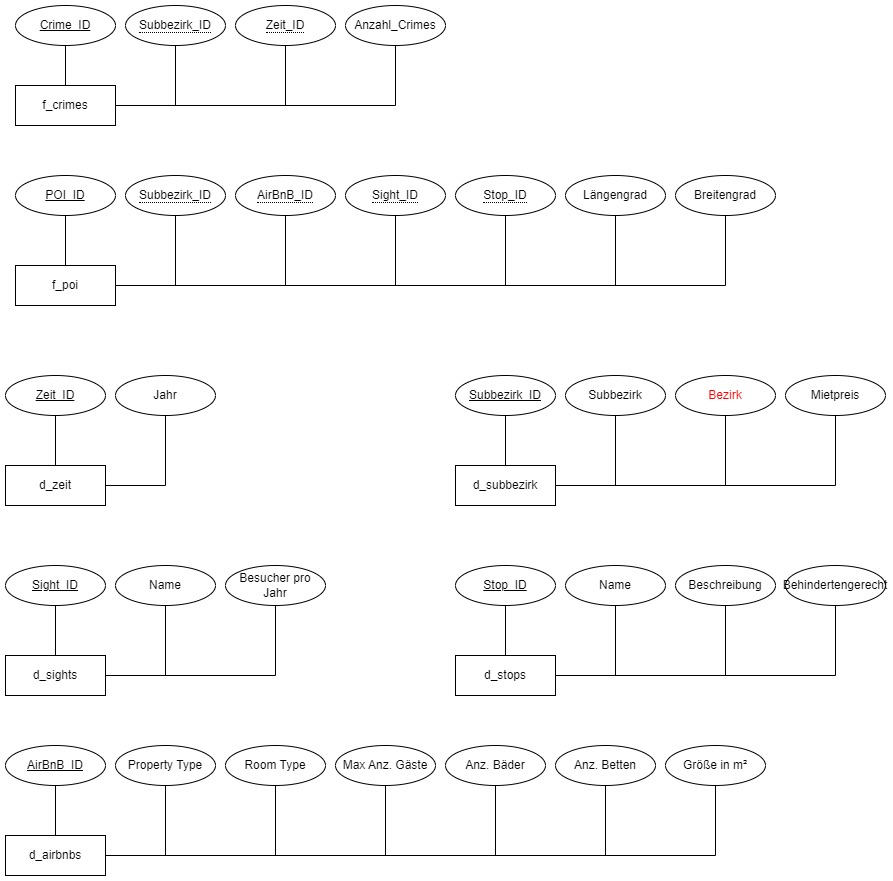 Crime_ID
Subbezirk_ID
Zeit_ID
Anzahl_Crimes
f_crimes
POI_ID
Subbezirk_ID
AirBnB_ID
Sight_ID
Stop_ID
Längengrad
Breitengrad
f_poi
Zeit_ID
Jahr
d_zeit
Subbezirk_ID
Subbezirk
Bezirk
Mietpreis
d_subbezirk
Sight_ID
Name
Besucher pro
Jahr
d_sights
Stop_ID
Name
Beschreibung
Behindertengerecht
d_stops
AirBnB_ID
Property Type
Room Type
Max Anz. Gäste
Anz. Bäder
Anz. Betten
Größe in m²
d_airbnbs